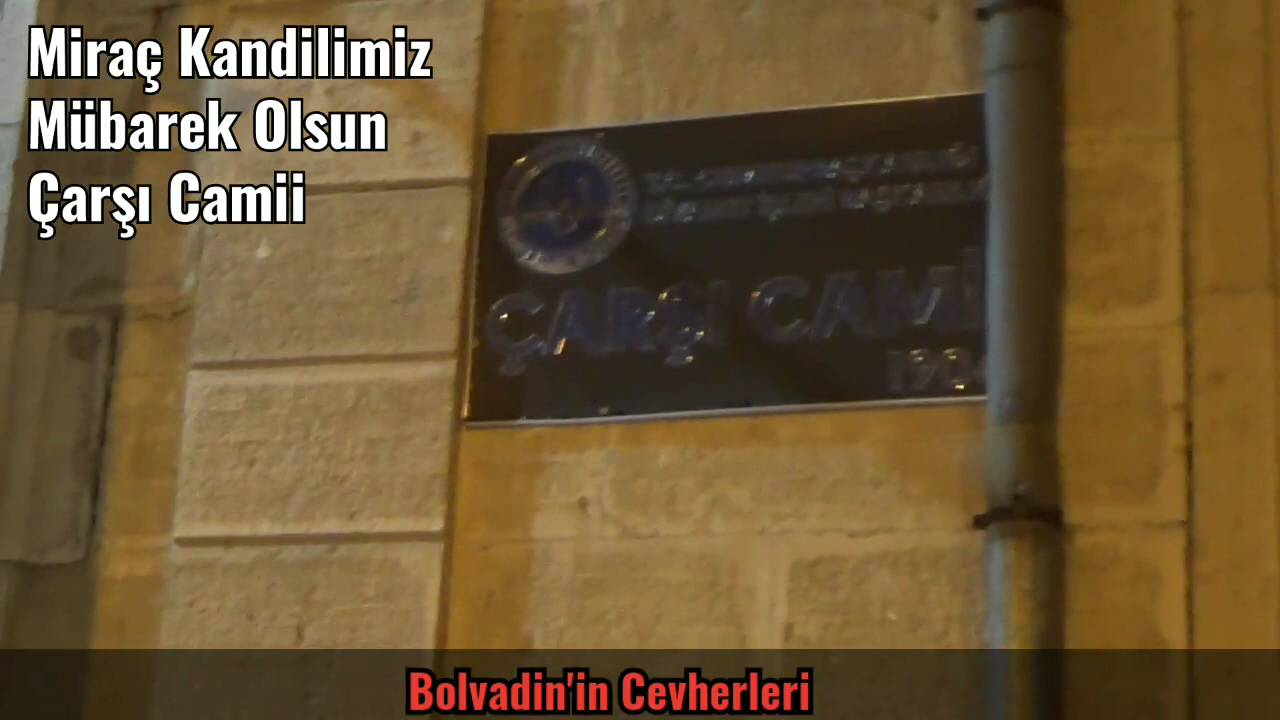 Miraç Kandilimiz
Mübarek Olsun
Çarşı Camii
ÇARŞI CAMİ
Bolvadin'in Cevherleri